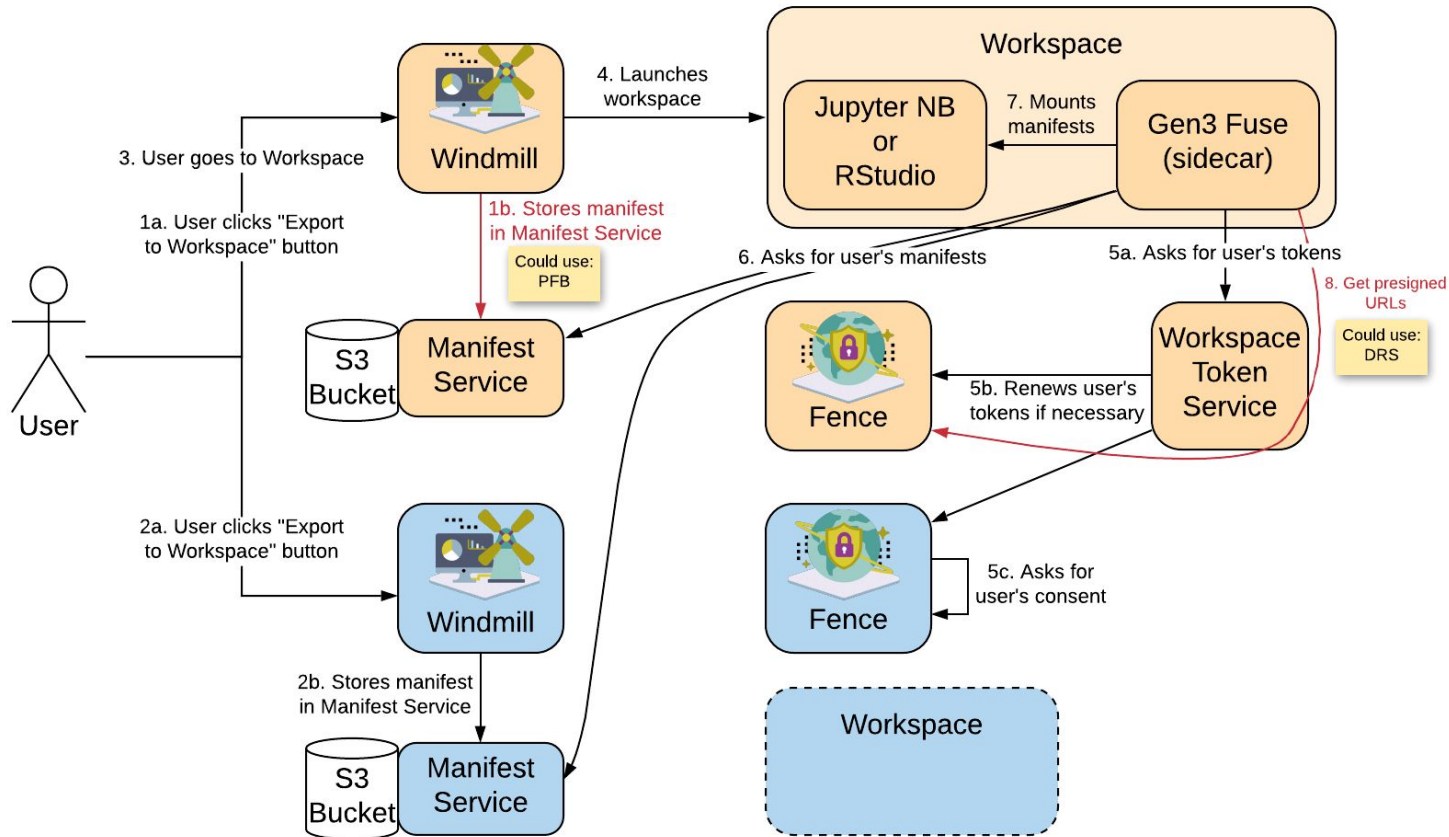 Workspace
4. Launches
workspace
Jupyter NB
or
RStudio
7. Mounts
manifests
Gen3 Fuse
(sidecar)
Windmill
3. User goes to Workspace
1a. User clicks "Export
to Workspace" button
1b. Stores manifest
in Manifest Service
Could use:
PFB
6. Asks for user's manifests
5a. Asks for user's tokens
8. Get presigned
URLs
Could use:
DRS
S3
Bucket
Manifest
Service
Fence
5b. Renews user's
tokens if necessary
Workspace
Token
Service
User
2a. User clicks "Export
to Workspace" button
Windmill
Fence
5c. Asks for
user's consent
2b. Stores manifest
in Manifest Service
S3
Bucket
Manifest
Service
Workspace